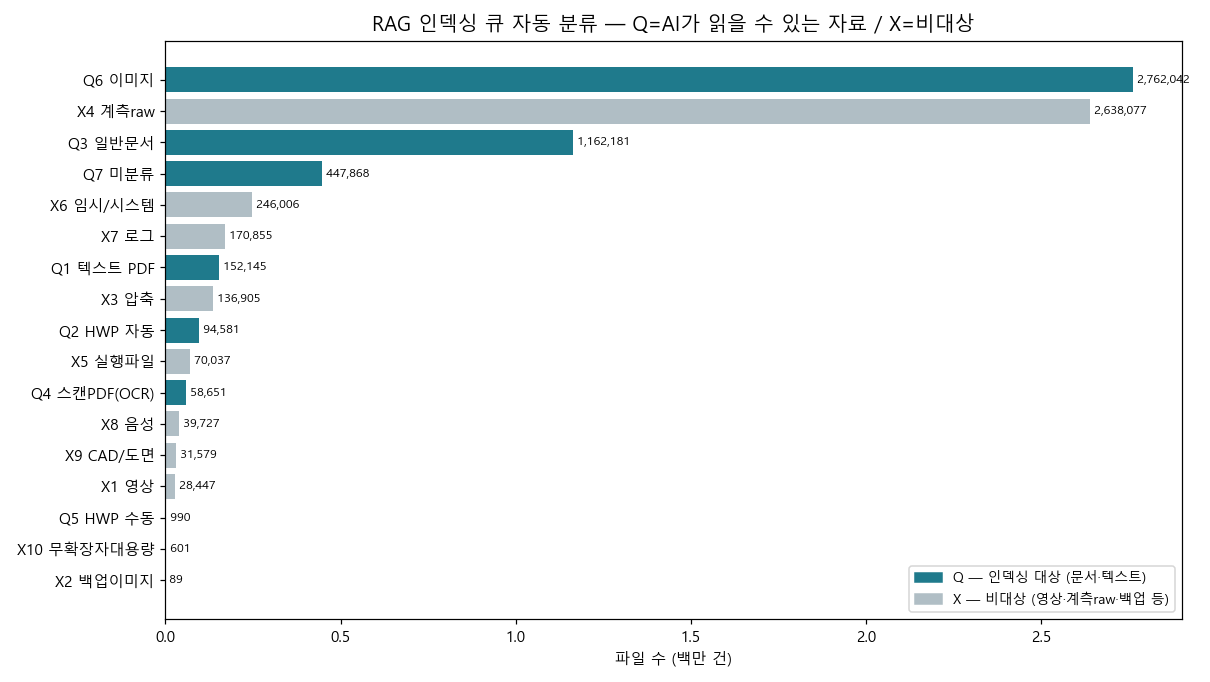 RAG 인덱싱 큐 자동 분류 — Q=AI가 읽을 수 있는 자료 / X=비대상
Q6 이미지 2,762,042
X4 계측raw 2,638,077
Q3 일반문서 1,162,181
Q7 미분류 447,868
X6 임시/시스템 246,006
X7 로그 170,855
Q1 텍스트 PDF 152,145
X3 압축 136,905
Q2 HWP 자동 94,581
X5 실행파일 70,037
Q4 스캔PDF(OCR) 58,651
X8 음성 39,727
X9 CAD/도면 31,579
X1 영상 28,447
Q5 HWP 수동 990
X10 무확장자대용량 601
X2 백업이미지 89
Q — 인덱싱 대상 (문서·텍스트)
X — 비대상 (영상·계측raw·백업 등)
0.0 0.5 1.0 1.5 2.0 2.5
파일 수 (백만 건)